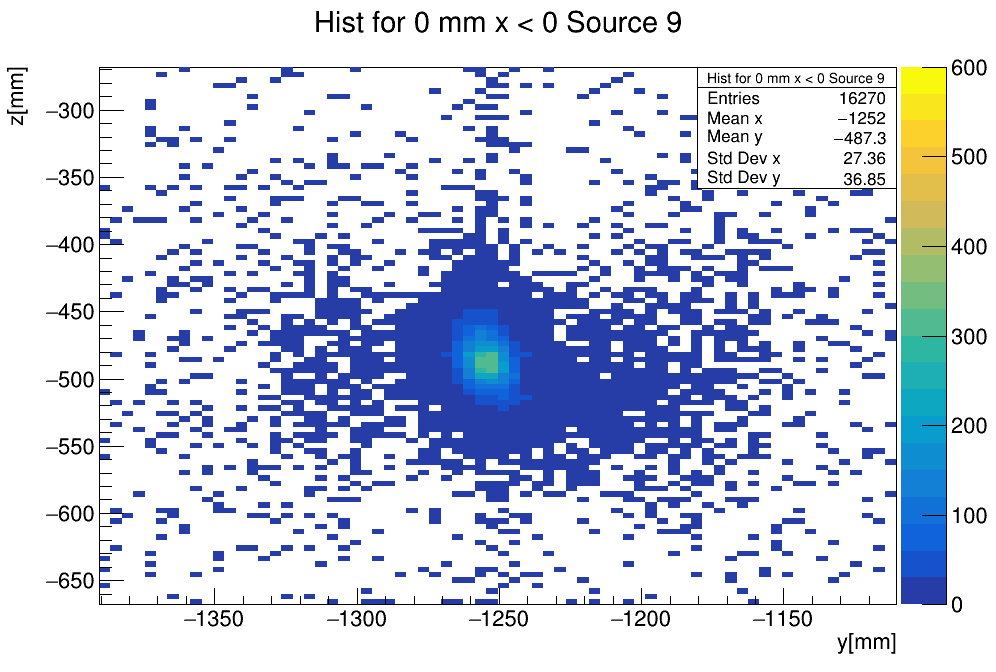 Hist for 0 mm x < 0 Source 9
z[mm]
Hist for 0 mm x < 0 Source 9
Entries 16270
Mean x −1252
Mean y −487.3
Std Dev x 27.36
Std Dev y 36.85
−300
−350
−400
−450
−500
−550
−600
−650
−1350 −1300 −1250 −1200 −1150
y[mm]
600
500
400
300
200
100
0